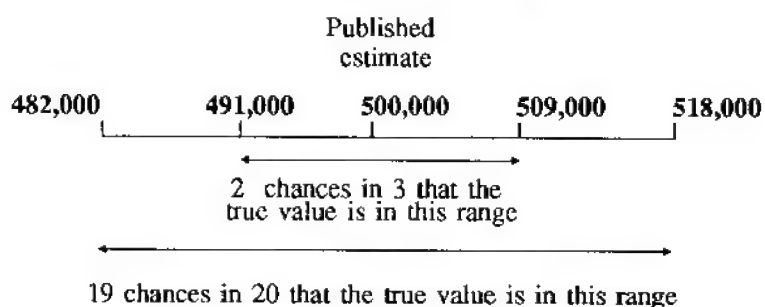 Published
estimate
482,000 491,000 500,000 509,000 518,000
2 chances in 3 that the
true value is in this range
19 chances in 20 that the true value is in this range